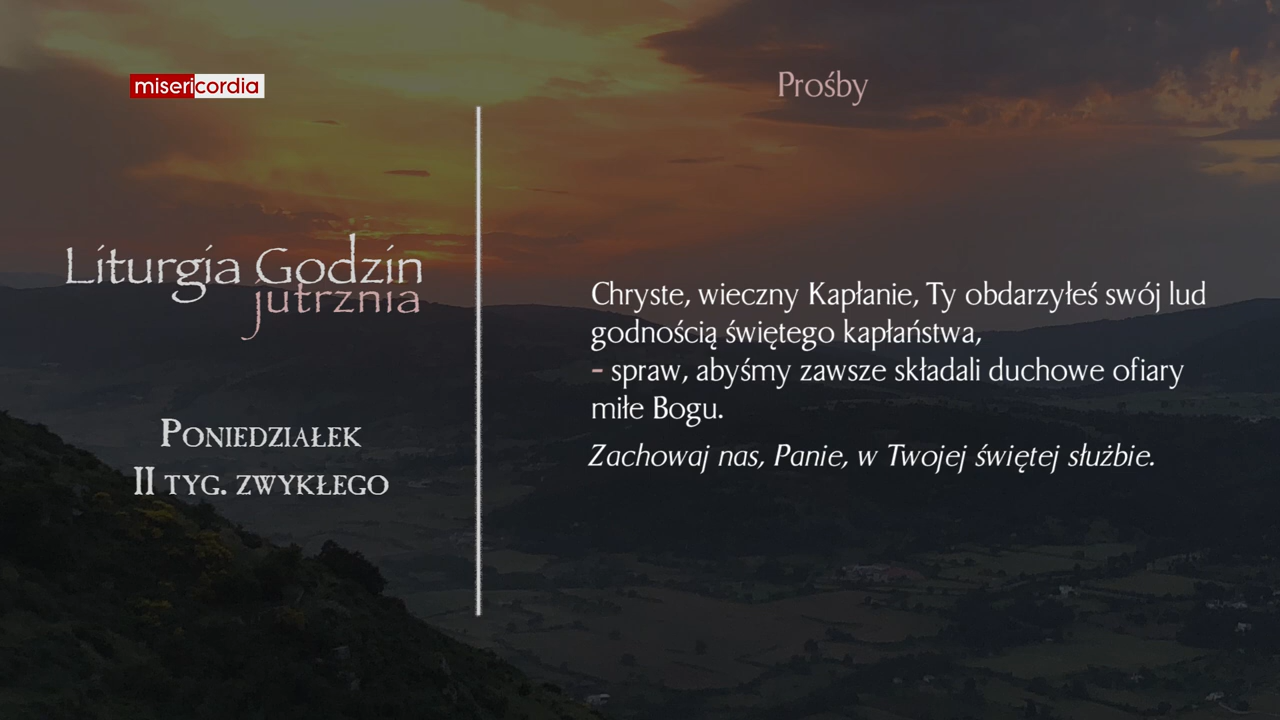 misericordia
Liturgia Godzin
jutrznia
Poniedziałek
II tyg. zwykłego
Prośby
Chryste, wieczny Kapłanie, Ty obdarzyłeś swój lud
godnością świętego kapłaństwa,
- spraw, abyśmy zawsze składali duchowe ofiary
miłe Bogu.
Zachowaj nas, Panie, w Twojej świętej służbie.